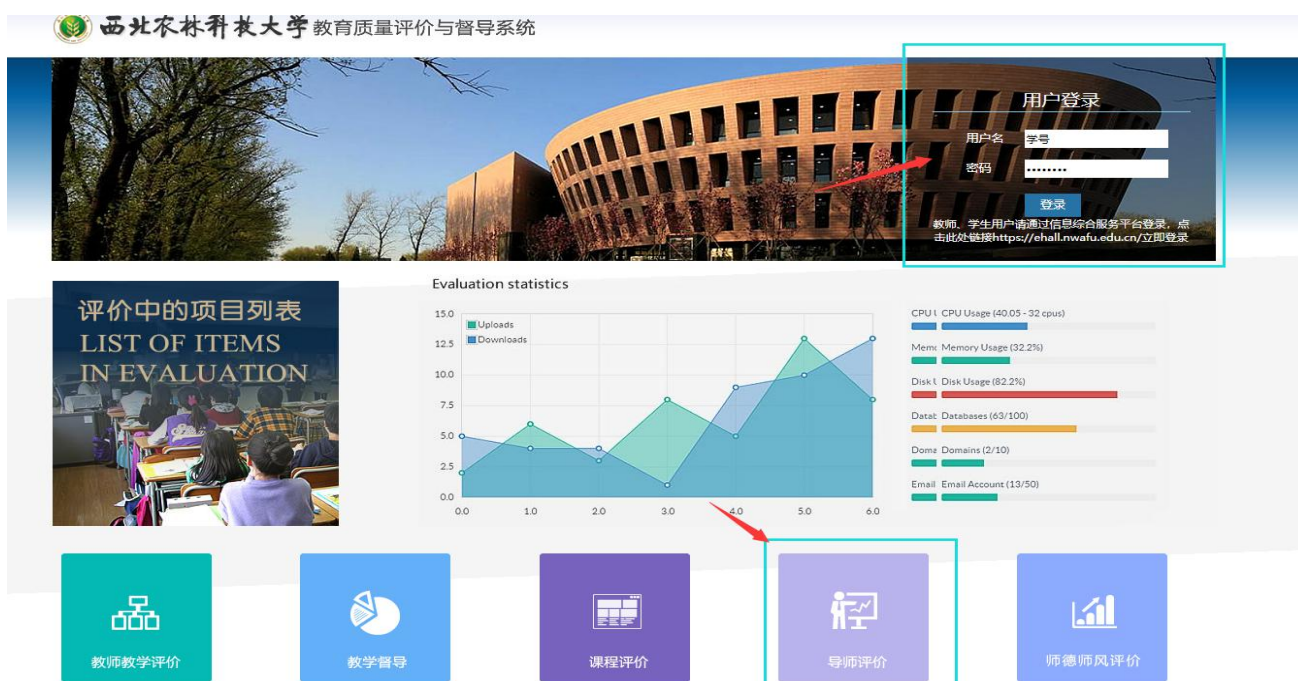 西北农林科技大学 教育质量评价与督导系统
用户登录
用户名 学号
密码 ••••••••
登录
教师、学生用户请通过信息综合服务平台登录，点
击此处链接https://ehall.nwafu.edu.cn/立即登录
评价中的项目列表
LIST OF ITEMS
IN EVALUATION
Evaluation statistics
15.0
12.5
10.0
7.5
5.0
2.5
0.0
Uploads
Downloads
0.0 1.0 2.0 3.0 4.0 5.0 6.0
CPU U CPU Usage (40.05 - 32 cpus)
Memo Memory Usage (32.2%)
Disk U Disk Usage (82.2%)
Datab Databases (63/100)
Doma Domains (2/10)
Email Email Account (13/50)
教师教学评价
教学督导
课程评价
导师评价
师德师风评价